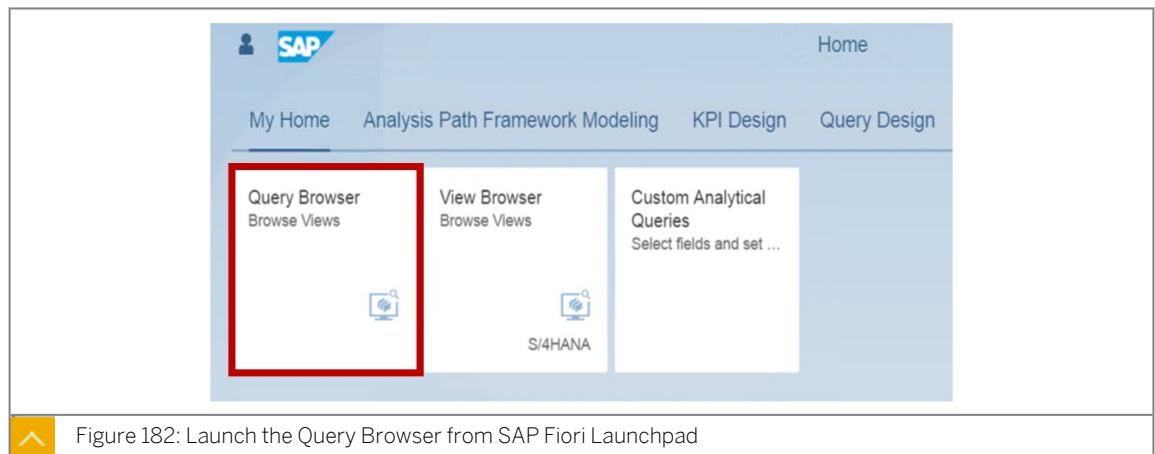 SAP
Home
My Home Analysis Path Framework Modeling KPI Design Query Design
Query Browser
Browse Views
View Browser
Browse Views
S/4HANA
Custom Analytical
Queries
Select fields and set ...
Figure 182: Launch the Query Browser from SAP Fiori Launchpad